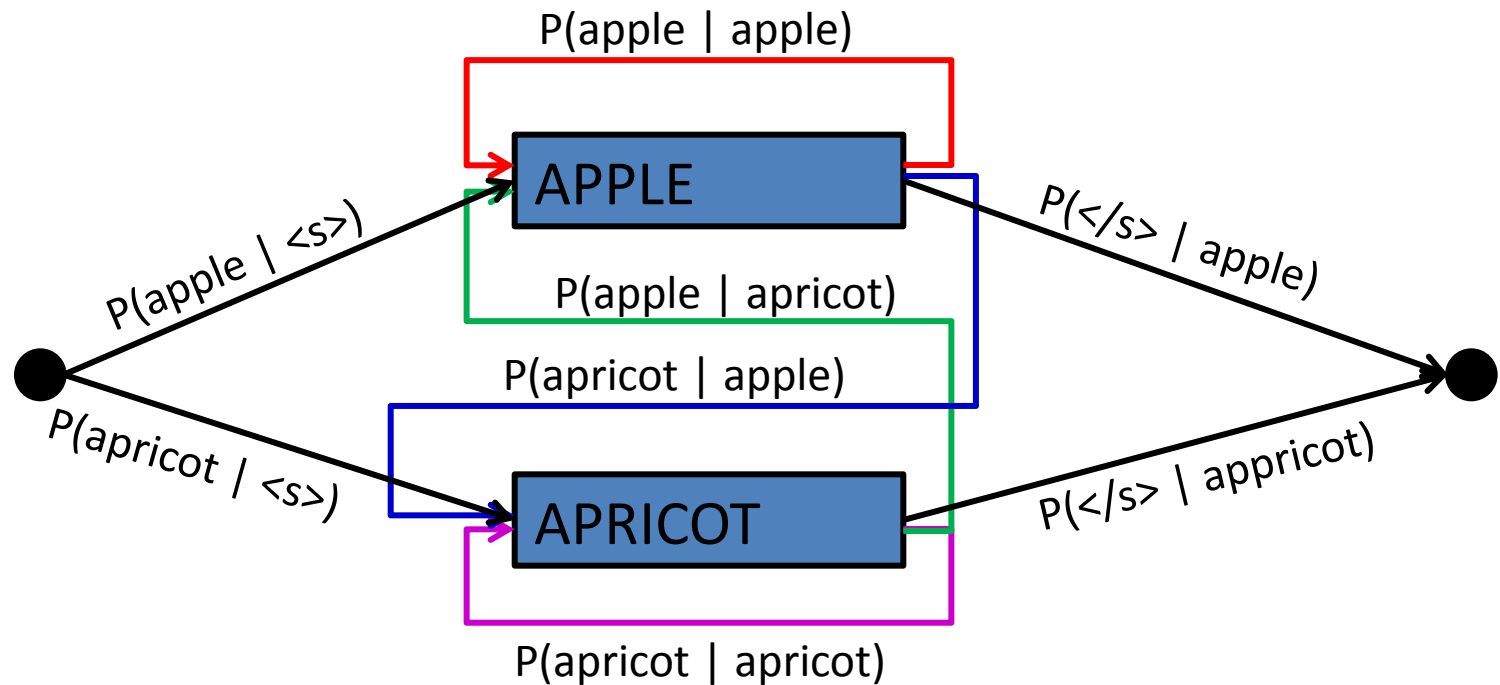 P(apple | apple)
APPLE
P(apple | <s>)
P(</s> | apple)
P(apple | apricot)
P(apricot | apple)
P(apricot | <s>)
P(</s> | appricot)
APRICOT
P(apricot | apricot)